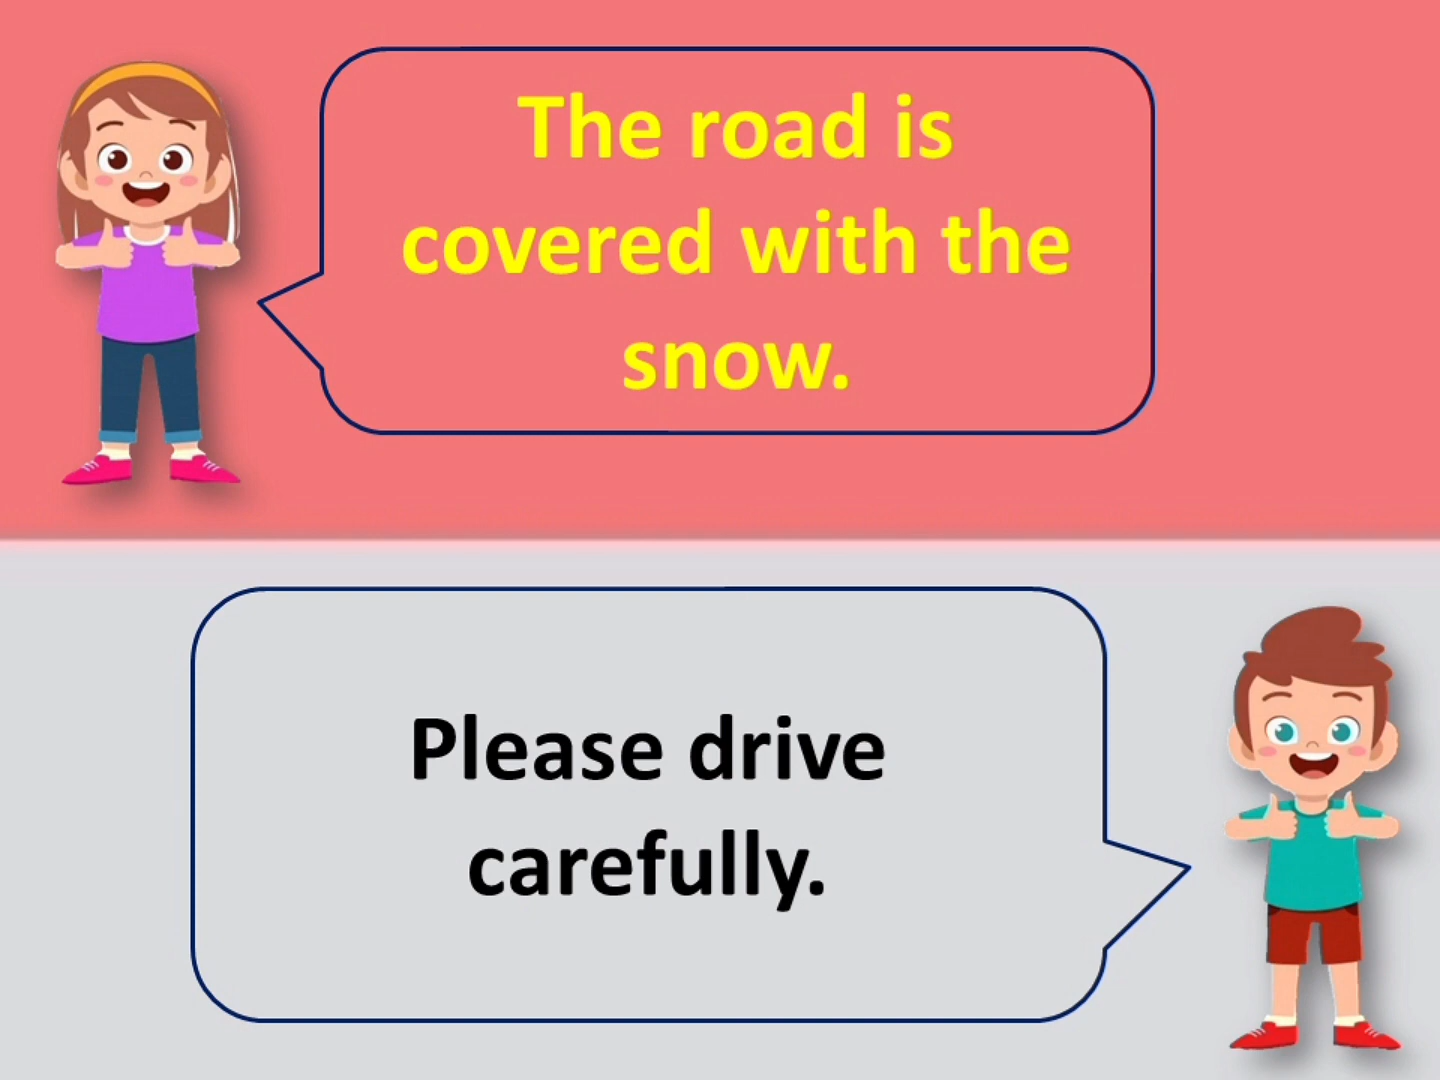 The road is
covered with the
snow.
Please drive
carefully.